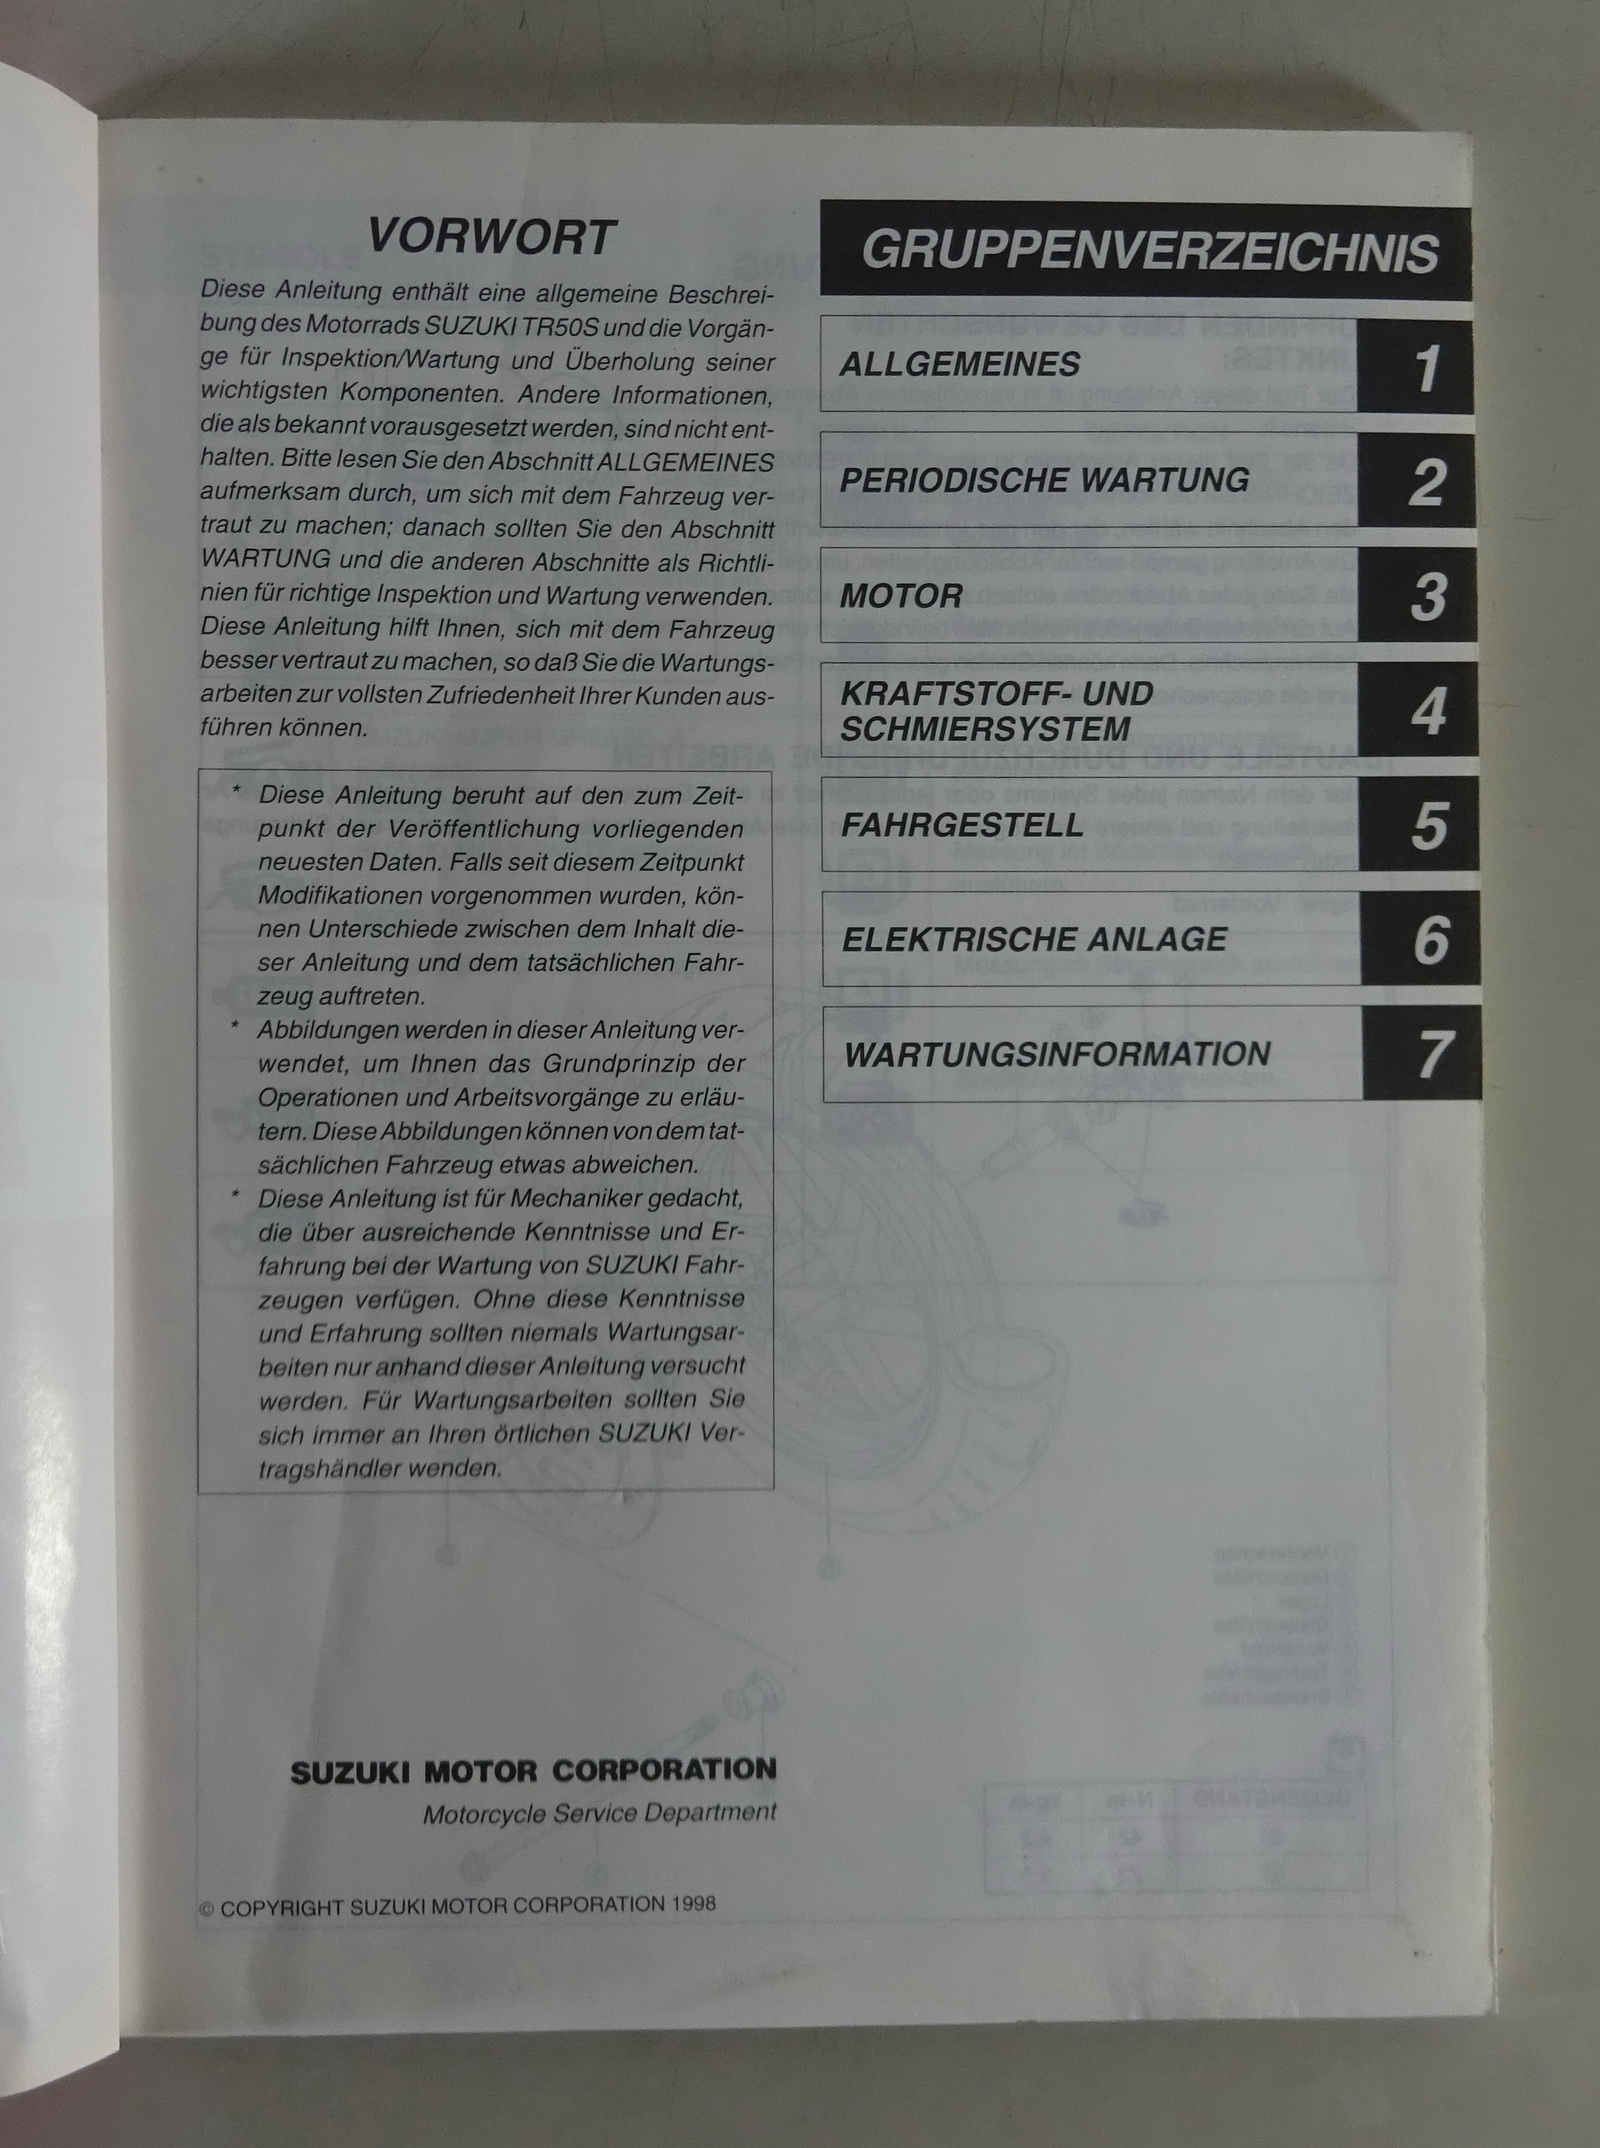 VORWORT
Diese Anleitung enthält eine allgemeine Beschrei-
bung des Motorrads SUZUKI TR50S und die Vorgän-
ge für Inspektion/Wartung und Überholung seiner
wichtigsten Komponenten. Andere Informationen,
die als bekannt vorausgesetzt werden, sind nicht ent-
halten. Bitte lesen Sie den Abschnitt ALLGEMEINES
aufmerksam durch, um sich mit dem Fahrzeug ver-
traut zu machen; danach sollten Sie den Abschnitt
WARTUNG und die anderen Abschnitte als Richtli-
nien für richtige Inspektion und Wartung verwenden.
Diese Anleitung hilft Ihnen, sich mit dem Fahrzeug
besser vertraut zu machen, so daß Sie die Wartungs-
arbeiten zur vollsten Zufriedenheit Ihrer Kunden aus-
führen können.
* Diese Anleitung beruht auf den zum Zeit-
punkt der Veröffentlichung vorliegenden
neuesten Daten. Falls seit diesem Zeitpunkt
Modifikationen vorgenommen wurden, kön-
nen Unterschiede zwischen dem Inhalt die-
ser Anleitung und dem tatsächlichen Fahr-
zeug auftreten.
* Abbildungen werden in dieser Anleitung ver-
wendet, um Ihnen das Grundprinzip der
Operationen und Arbeitsvorgänge zu erläu-
tern. Diese Abbildungen können von dem tat-
sächlichen Fahrzeug etwas abweichen.
* Diese Anleitung ist für Mechaniker gedacht,
die über ausreichende Kenntnisse und Er-
fahrung bei der Wartung von SUZUKI Fahr-
zeugen verfügen. Ohne diese Kenntnisse
und Erfahrung sollten niemals Wartungsar-
beiten nur anhand dieser Anleitung versucht
werden. Für Wartungsarbeiten sollten Sie
sich immer an Ihren örtlichen SUZUKI Ver-
tragshändler wenden.
SUZUKI MOTOR CORPORATION
Motorcycle Service Department
© COPYRIGHT SUZUKI MOTOR CORPORATION 1998
GRUPPENVERZEICHNIS
ALLGEMEINES 1
PERIODISCHE WARTUNG 2
MOTOR 3
KRAFTSTOFF- UND
SCHMIERSYSTEM 4
FAHRGESTELL 5
ELEKTRISCHE ANLAGE 6
WARTUNGSINFORMATION 7